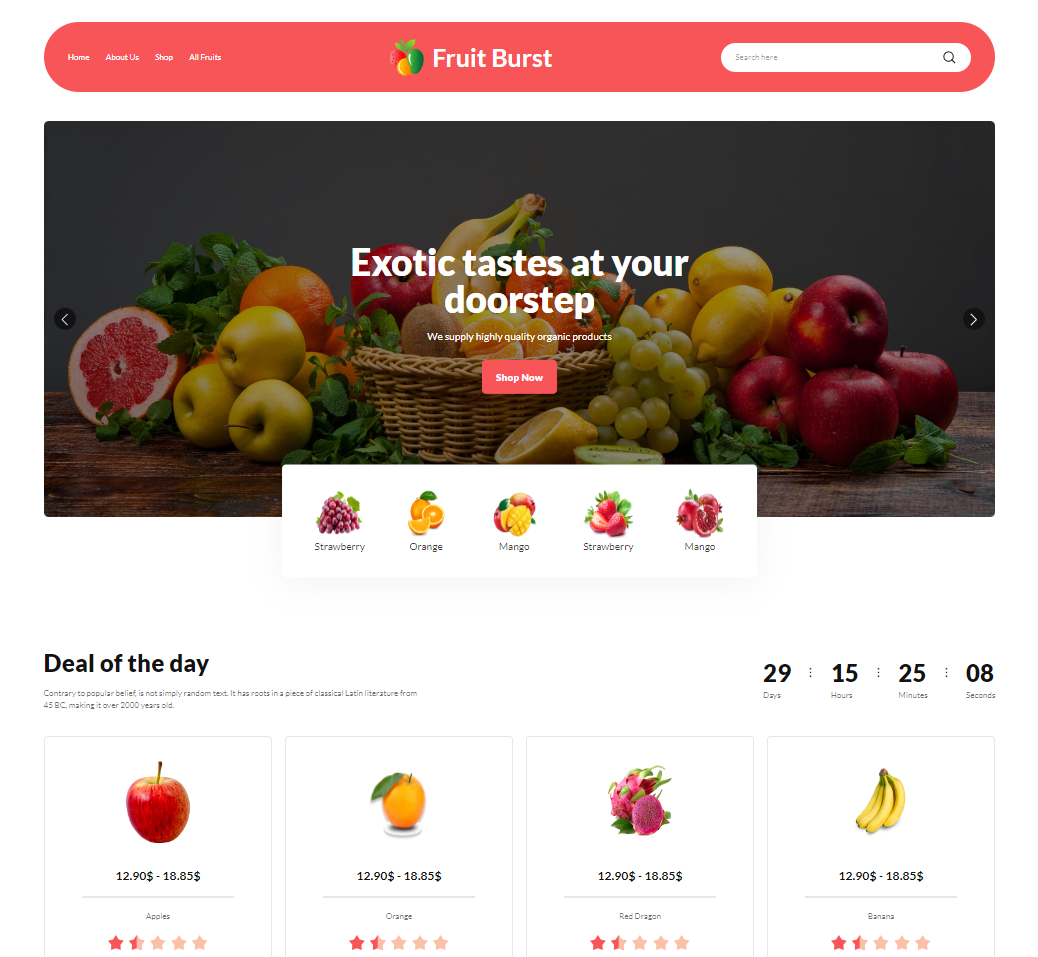 Home About Us Shop All Fruits
Fruit Burst
Search here
Exotic tastes at your
doorstep
We supply highly quality organic products
Shop Now
Strawberry Orange Mango Strawberry Mango
Deal of the day
Contrary to popular belief, is not simply random text. It has roots in a piece of classical Latin literature from
45 BC, making it over 2000 years old.
29 : 15 : 25 : 08
Days Hours Minutes Seconds
12.90$ - 18.85$ 12.90$ - 18.85$ 12.90$ - 18.85$ 12.90$ - 18.85$
Apples Orange Red Dragon Banana